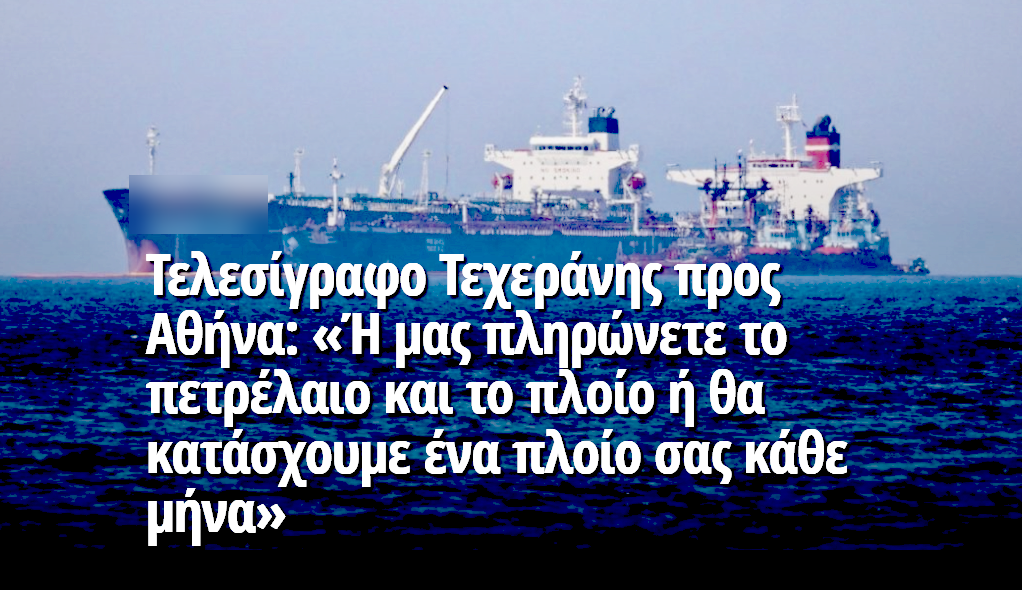 Τελεσίγραφο Τεχεράνης προς
Αθήνα: «Ή μας πληρώνετε το
πετρέλαιο και το πλοίο ή θα
κατάσχουμε ένα πλοίο σας κάθε
μήνα»